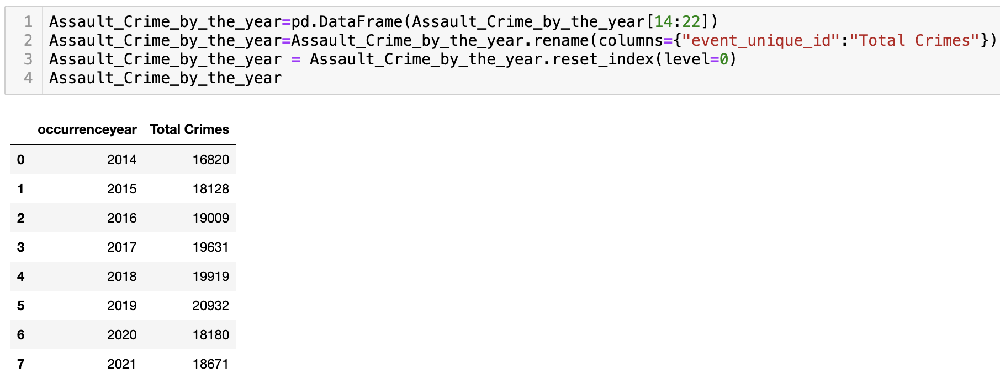 1 Assault_Crime_by_the_year=pd.DataFrame(Assault_Crime_by_the_year[14:22])
2 Assault_Crime_by_the_year=Assault_Crime_by_the_year.rename(columns={"event_unique_id":"Total Crimes"})
3 Assault_Crime_by_the_year = Assault_Crime_by_the_year.reset_index(level=0)
4 Assault_Crime_by_the_year
occurrenceyear Total Crimes
0 2014 16820
1 2015 18128
2 2016 19009
3 2017 19631
4 2018 19919
5 2019 20932
6 2020 18180
7 2021 18671